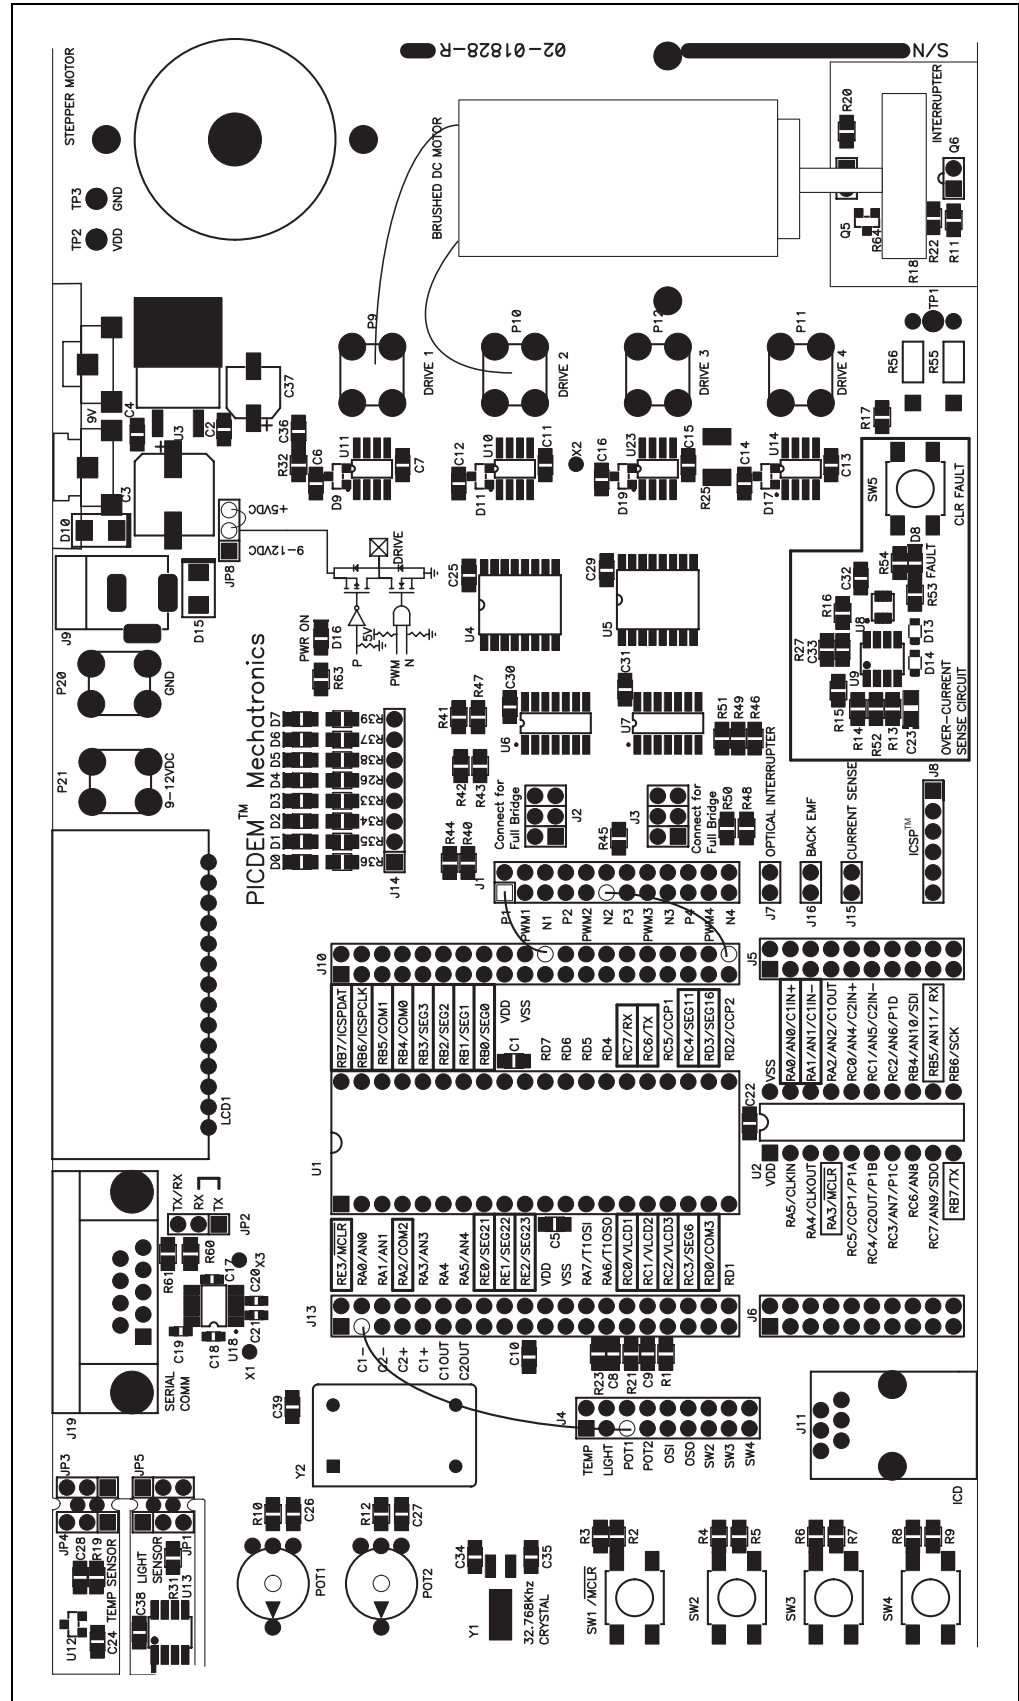 S/N
02-01828-R
STEPPER MOTOR
TP3
GND
TP2
VDD
BRUSHED DC MOTOR
R20
INTERRUPTER
Q6
Q5
R64
R18
R22
R11
9V
C4
U3
C2
C37
C36
R32
C6
C3
D10
P9
DRIVE 1
P10
DRIVE 2
P12
DRIVE 3
P11
DRIVE 4
TP1
R56
R55
R17
U11
D9
C7
C12
U10
D11
C11
X2
C16
U23
D19
C15
R25
C14
U14
D17
C13
SW5
CLR FAULT
+5VDC
9-12VDC
JP8
J9
D15
DRIVE
5V
P
PWM
N
PWR ON
D16
R63
C25
U4
C29
U5
C32
R54
D8
FAULT
R53
R16
U8
R27
C33
D13
D14
U9
R15
R14
R52
R13
C23
OVER-CURRENT
SENSE CIRCUIT
P20
GND
P21
9-12VDC
PICDEM™ Mechatronics
D7
D6
D5
D4
D3
D2
D1
D0
R39
R37
R38
R26
R33
R34
R35
R36
J14
R41
R47
C30
U6
R42
R43
C31
U7
R51
R49
R46
R44
R40
Connect for
Full Bridge
J2
R45
J3
Connect for
Full Bridge
R50
R48
J1
P1
PWM1
N1
P2
PWM2
N2
P3
PWM3
N3
P4
PWM4
N4
J7
OPTICAL INTERRUPTER
J16
BACK EMF
J15
CURRENT SENSE
ICSP™
J8
LCD1
J10
RB7/ICSPDAT
RB6/ICSPCLK
RB5/COM1
RB4/COM0
RB3/SEG3
RB2/SEG2
RB1/SEG1
RB0/SEG0
VDD
VSS
C1
RD7
RD6
RD5
RD4
RC7/RX
RC6/TX
RC5/CCP1
RC4/SEG11
RD3/SEG16
RD2/CCP2
J5
VSS
RA0/AN0/C1IN+
RA1/AN1/C1IN-
RA2/AN2/C1OUT
RC0/AN4/C2IN+
RC1/AN5/C2IN-
RC2/AN6/P1D
RB4/AN10/SDI
RB5/AN11/ RX
RB6/SCK
U1
C22
U2
VDD
RA5/CLKIN
RA4/CLKOUT
RA3/MCLR
RC5/CCP1/P1A
RC4/C2OUT/P1B
RC3/AN7/P1C
RC6/AN8
RC7/AN9/SDO
RB7/TX
RE3/MCLR
RA0/AN0
RA1/AN1
RA2/COM2
RA3/AN3
RA4
RA5/AN4
RE0/SEG21
RE1/SEG22
RE2/SEG23
VDD
VSS
C5
RA7/T1OSI
RA6/T1OSO
RC0/VLCD1
RC1/VLCD2
RC2/VLCD3
RC3/SEG6
RD0/COM3
RD1
J13
J6
TX/RX
RX
TX
JP2
R61
R60
X3
C17
C20
C21
C19
C18
U18
X1
SERIAL
COMM
J19
C1-
C2-
C2+
C1+
C1OUT
C2OUT
C10
R23
C8
R21
C9
R1
C39
Y2
J4
TEMP
LIGHT
POT1
POT2
OSI
OSO
SW2
SW3
SW4
J11
ICD
JP3
JP5
JP4
C28
R19
TEMP SENSOR
U12
C24
LIGHT
SENSOR
JP1
R31
U13
C38
R10
C26
POT1
R12
C27
POT2
C34
C35
Y1
32.768Khz
CRYSTAL
R3
R2
SW1 /MCLR
R4
R5
SW2
R6
R7
SW3
R8
R9
SW4